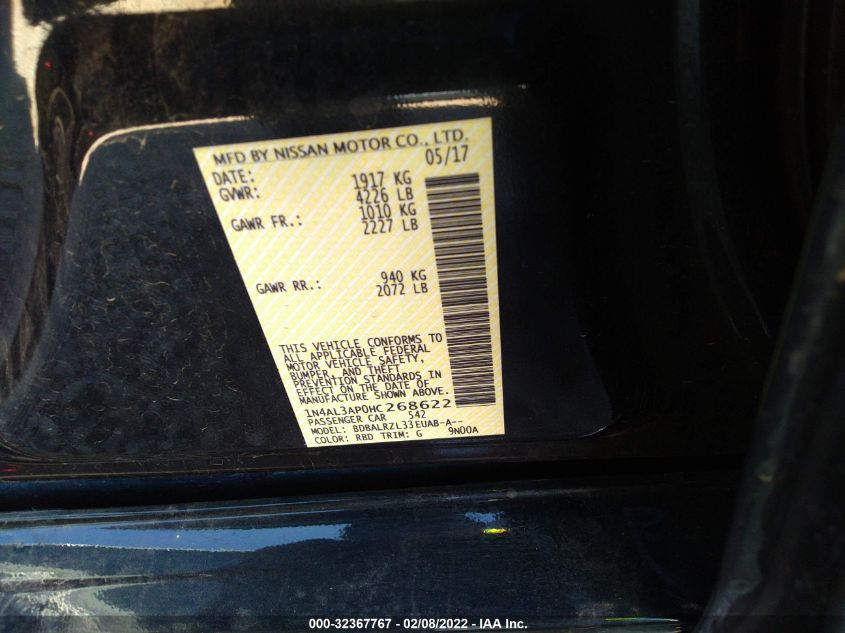 MFD BY NISSAN MOTOR CO., LTD.
DATE: 05/17
GVWR: 1917 KG
4226 LB
GAWR FR.: 1010 KG
2227 LB
GAWR RR.: 940 KG
2072 LB
THIS VEHICLE CONFORMS TO
ALL APPLICABLE FEDERAL
MOTOR VEHICLE SAFETY,
BUMPER, AND THEFT
PREVENTION STANDARDS IN
EFFECT ON THE DATE OF
MANUFACTURE SHOWN ABOVE.
1N4AL3AP0HC268622
PASSENGER CAR 542
MODEL: BDBALRZL33EUAB-A--
COLOR: RBD TRIM: G 9N00A
000-32367767 / 02/08/2022 - IAA Inc.